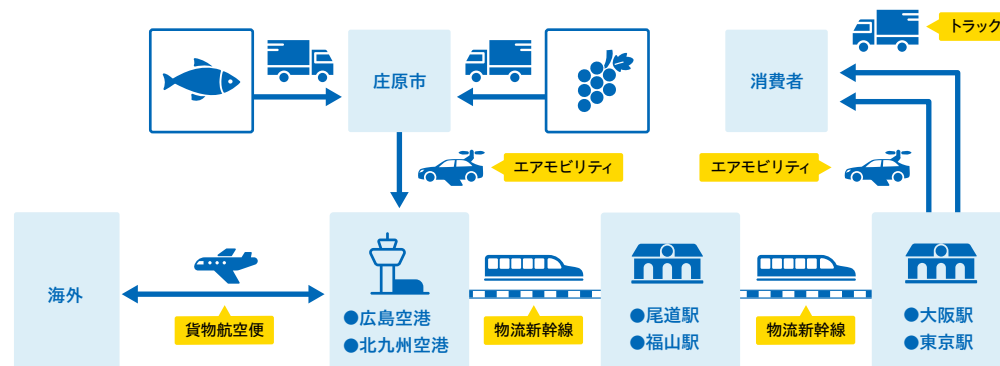 トラック
庄原市
消費者
エアモビリティ
エアモビリティ
海外
貨物航空便
●広島空港
●北九州空港
物流新幹線
●尾道駅
●福山駅
物流新幹線
●大阪駅
●東京駅